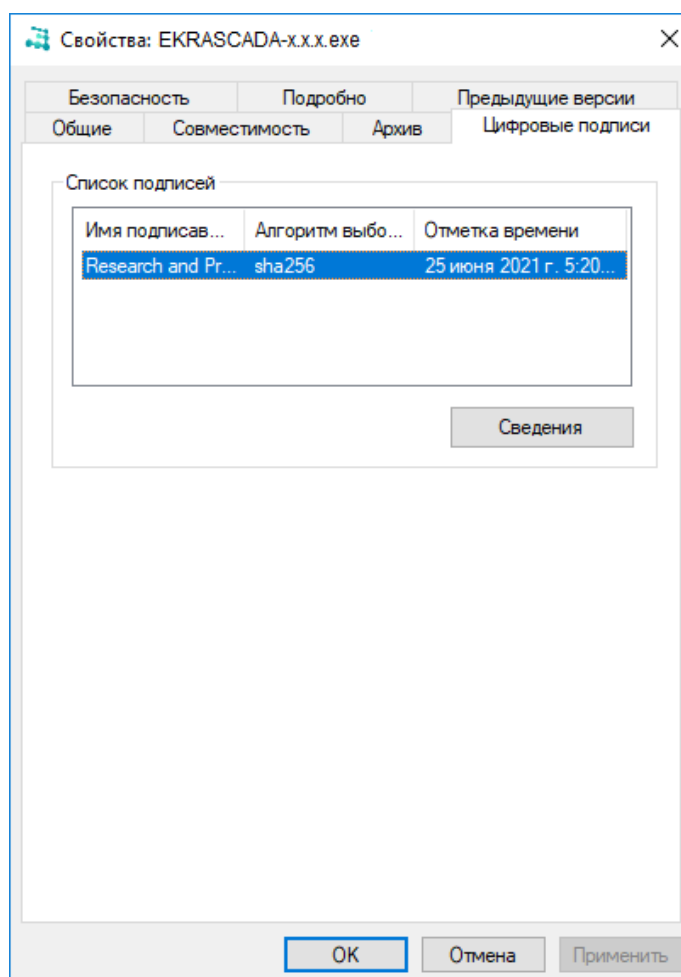 Свойства: EKRASCADA-x.x.x.exe
Безопасность Подробно Предыдущие версии
Общие Совместимость Архив Цифровые подписи
Список подписей
Имя подписав... Алгоритм выбо... Отметка времени
Research and Pr... sha256 25 июня 2021 г. 5:20...
Сведения
OK Отмена Применить